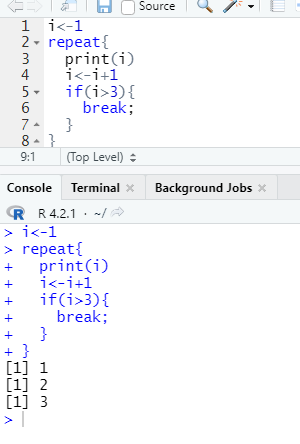 Source
1 i<-1
2 repeat{
3   print(i)
4   i<-i+1
5   if(i>3){
6     break;
7   }
8 }
9:1 (Top Level)
Console Terminal Background Jobs
R R 4.2.1 · ~/
> i<-1
> repeat{
+   print(i)
+   i<-i+1
+   if(i>3){
+     break;
+   }
+ }
[1] 1
[1] 2
[1] 3
>